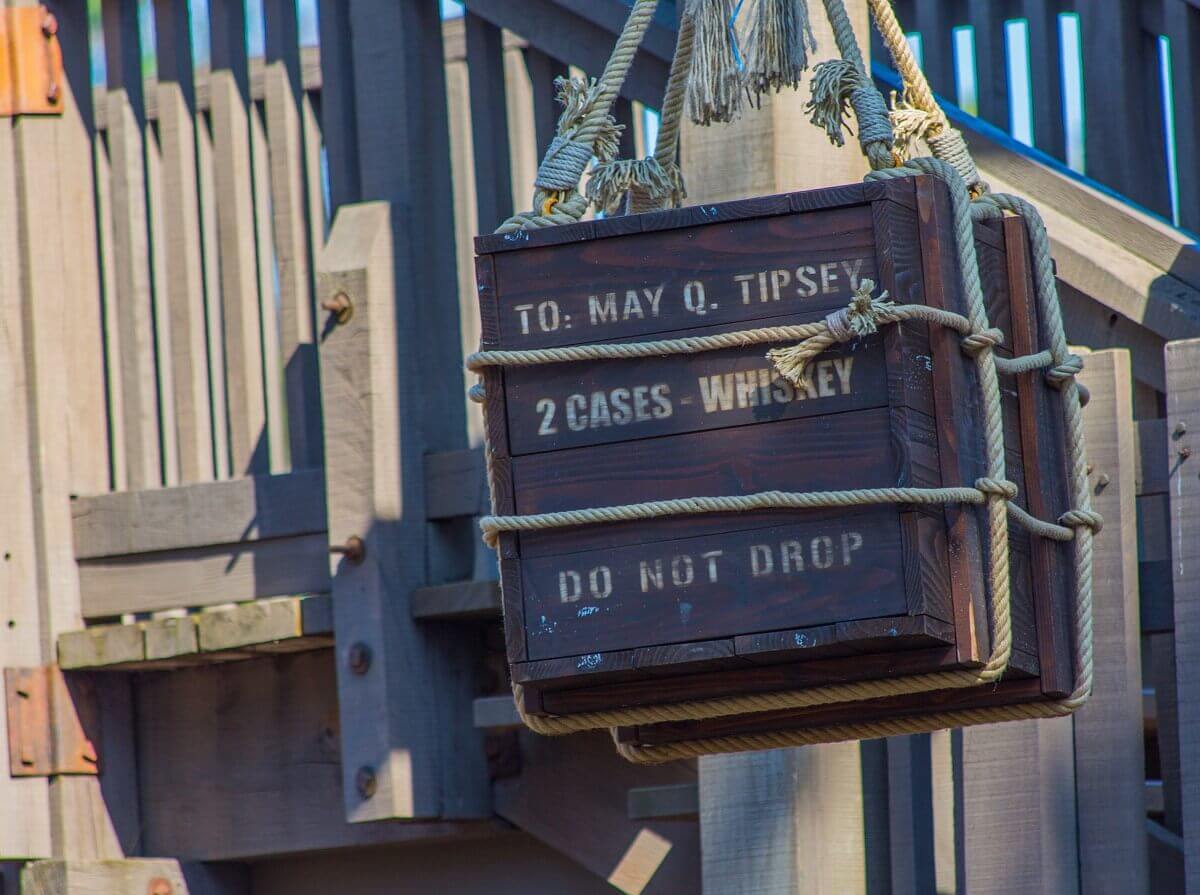 TO: MAY Q. TIPSEY
2 CASES - WHISKEY
DO NOT DROP